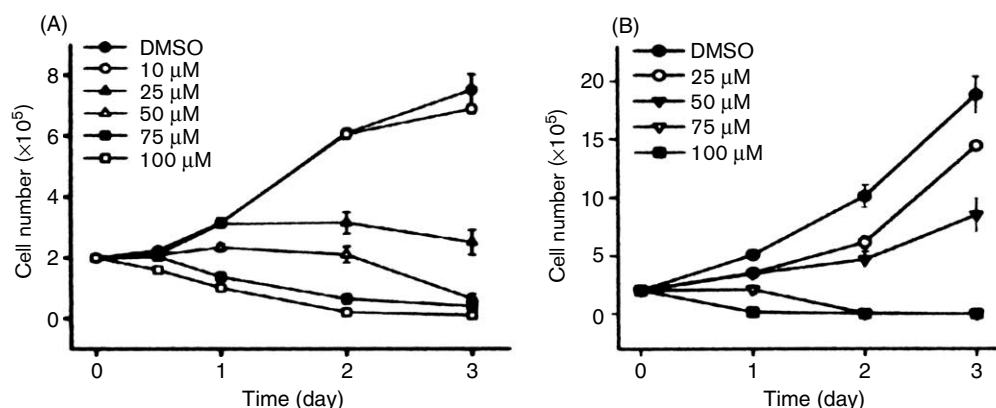 (A)
DMSO
10 μM
25 μM
50 μM
75 μM
100 μM
8
6
4
2
0
Cell number (×10⁵)
0 1 2 3
Time (day)
(B)
DMSO
25 μM
50 μM
75 μM
100 μM
20
15
10
5
0
Cell number (×10⁵)
0 1 2 3
Time (day)